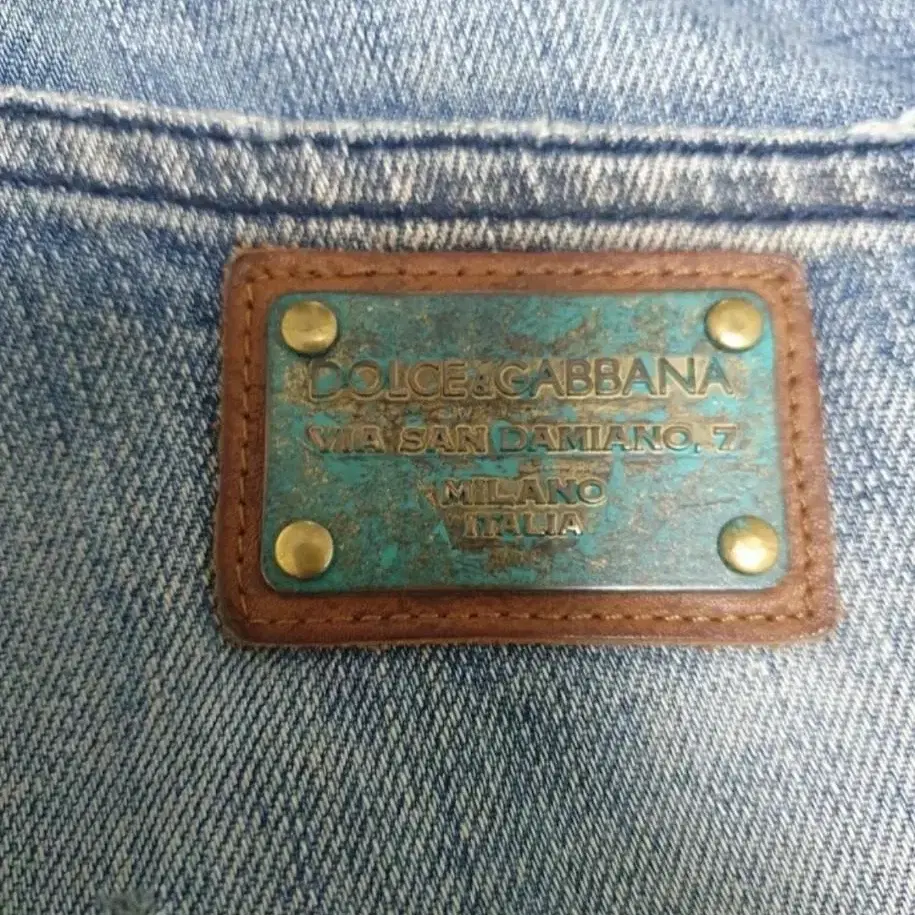 DOLCE&GABBANA
VIA SAN DAMIANO, 7
MILANO
ITALIA